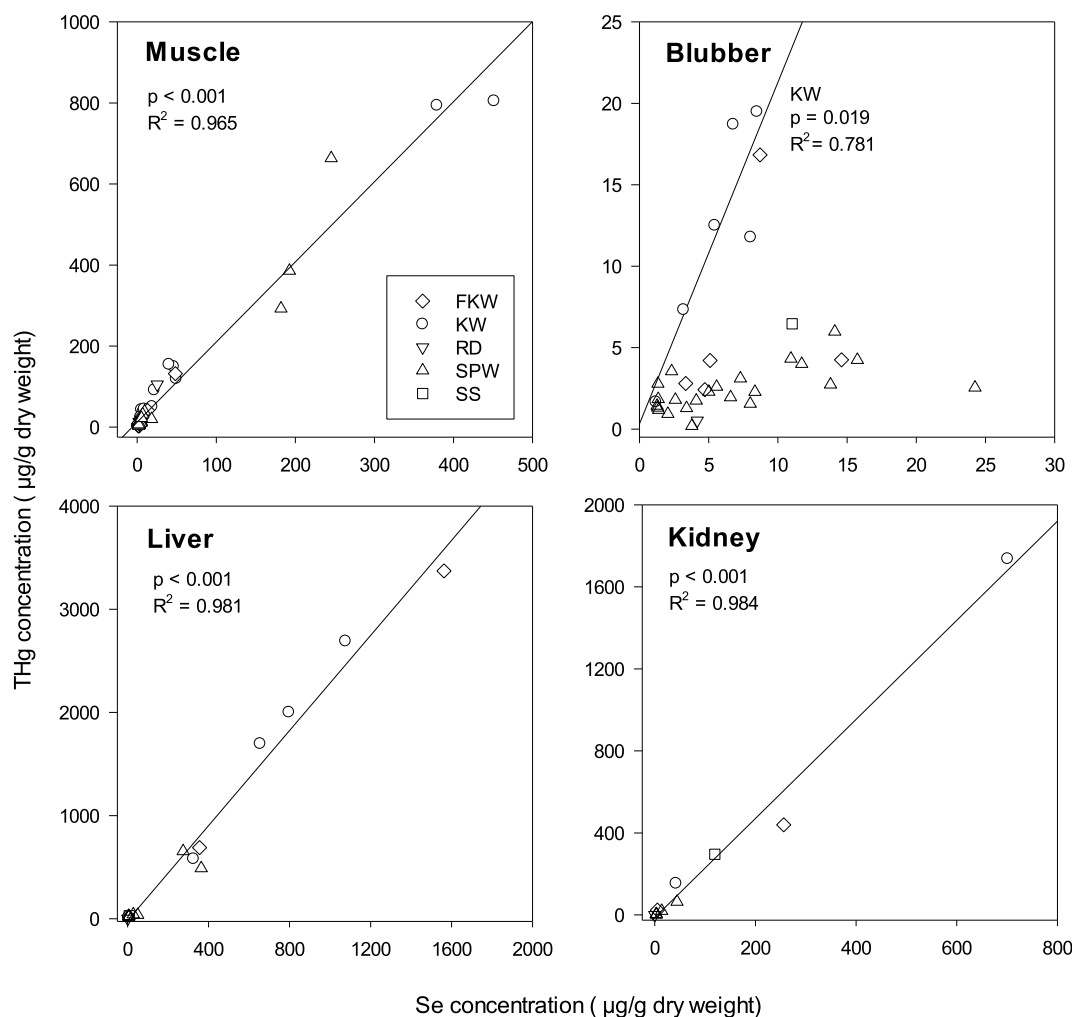 Muscle
p < 0.001
R² = 0.965
1000
800
600
400
200
0
0 100 200 300 400 500
FKW
KW
RD
SPW
SS
Blubber
KW
p = 0.019
R² = 0.781
25
20
15
10
5
0
0 5 10 15 20 25 30
Liver
p < 0.001
R² = 0.981
4000
3000
2000
1000
0
0 400 800 1200 1600 2000
Kidney
p < 0.001
R² = 0.984
2000
1600
1200
800
400
0
0 200 400 600 800
THg concentration ( µg/g dry weight)
Se concentration ( µg/g dry weight)